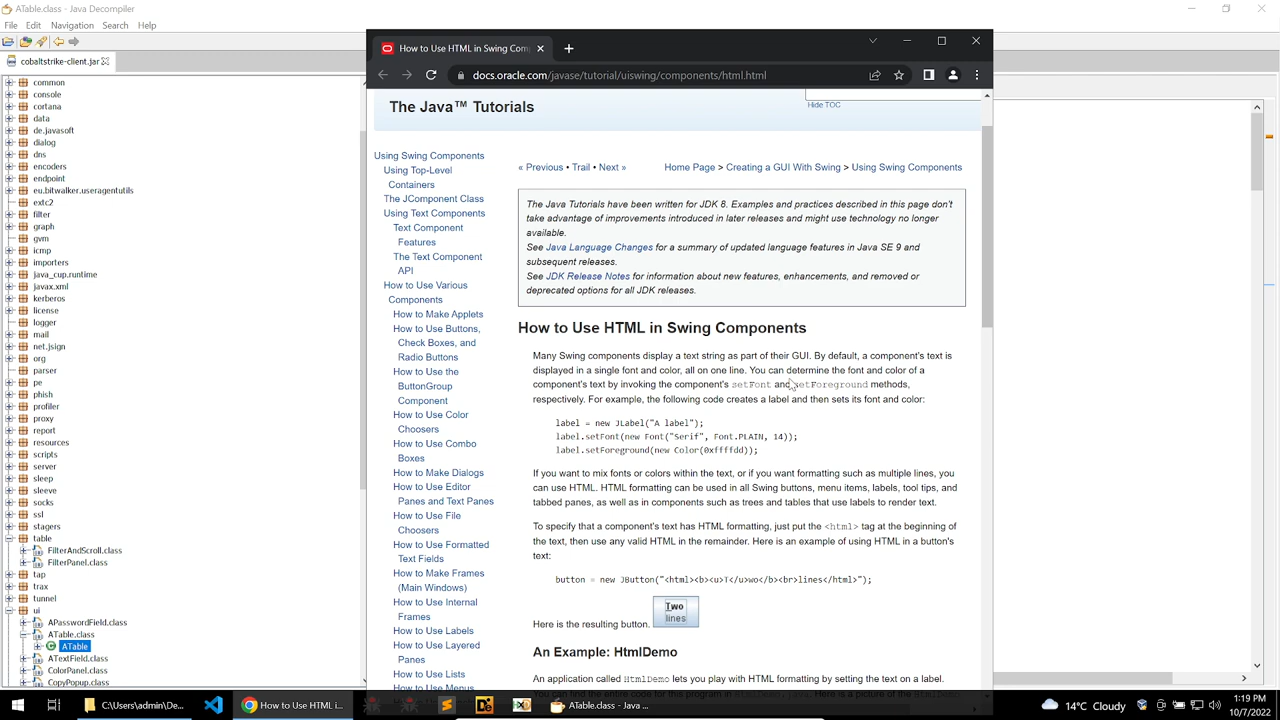 ATable.class - Java Decompiler
File Edit Navigation Search Help
cobaltstrike-client.jar
common
console
cortana
data
de.javasoft
dialog
dns
encoders
endpoint
eu.bitwalker.useragentutils
extc2
filter
graph
gvm
icmp
importers
java_cup.runtime
javax.xml
kerberos
license
logger
mail
net.jsign
org
parser
pe
phish
profiler
proxy
report
resources
scripts
server
sleep
sleeve
socks
ssl
stagers
table
FilterAndScroll.class
FilterPanel.class
tap
trax
tunnel
ui
APasswordField.class
ATable.class
ATable
ATextField.class
ColorPanel.class
CopyPopup.class
How to Use HTML in Swing Com
docs.oracle.com/javase/tutorial/uiswing/components/html.html
The Java™ Tutorials
Hide TOC
Using Swing Components
Using Top-Level
Containers
The JComponent Class
Using Text Components
Text Component
Features
The Text Component
API
How to Use Various
Components
How to Make Applets
How to Use Buttons,
Check Boxes, and
Radio Buttons
How to Use the
ButtonGroup
Component
How to Use Color
Choosers
How to Use Combo
Boxes
How to Make Dialogs
How to Use Editor
Panes and Text Panes
How to Use File
Choosers
How to Use Formatted
Text Fields
How to Make Frames
(Main Windows)
How to Use Internal
Frames
How to Use Labels
How to Use Layered
Panes
How to Use Lists
How to Use Menus
« Previous • Trail • Next »
Home Page > Creating a GUI With Swing > Using Swing Components
The Java Tutorials have been written for JDK 8. Examples and practices described in this page don't
take advantage of improvements introduced in later releases and might use technology no longer
available.
See Java Language Changes for a summary of updated language features in Java SE 9 and
subsequent releases.
See JDK Release Notes for information about new features, enhancements, and removed or
deprecated options for all JDK releases.
How to Use HTML in Swing Components
Many Swing components display a text string as part of their GUI. By default, a component's text is
displayed in a single font and color, all on one line. You can determine the font and color of a
component's text by invoking the component's setFont and setForeground methods,
respectively. For example, the following code creates a label and then sets its font and color:
label = new JLabel("A label");
label.setFont(new Font("Serif", Font.PLAIN, 14));
label.setForeground(new Color(0xffffdd));
If you want to mix fonts or colors within the text, or if you want formatting such as multiple lines, you
can use HTML. HTML formatting can be used in all Swing buttons, menu items, labels, tool tips, and
tabbed panes, as well as in components such as trees and tables that use labels to render text.
To specify that a component's text has HTML formatting, just put the <html> tag at the beginning of
the text, then use any valid HTML in the remainder. Here is an example of using HTML in a button's
text:
button = new JButton("<html><b><u>T</u>wo</b><br>lines</html>");
Two
lines
Here is the resulting button.
An Example: HtmlDemo
An application called HtmlDemo lets you play with HTML formatting by setting the text on a label.
You can find the entire code for this program in HtmlDemo.java. Here is a picture of the HtmlDemo
C:\Users\admin\De...
How to Use HTML i...
ATable.class - Java ...
14°C Cloudy
1:19 PM
10/7/2022